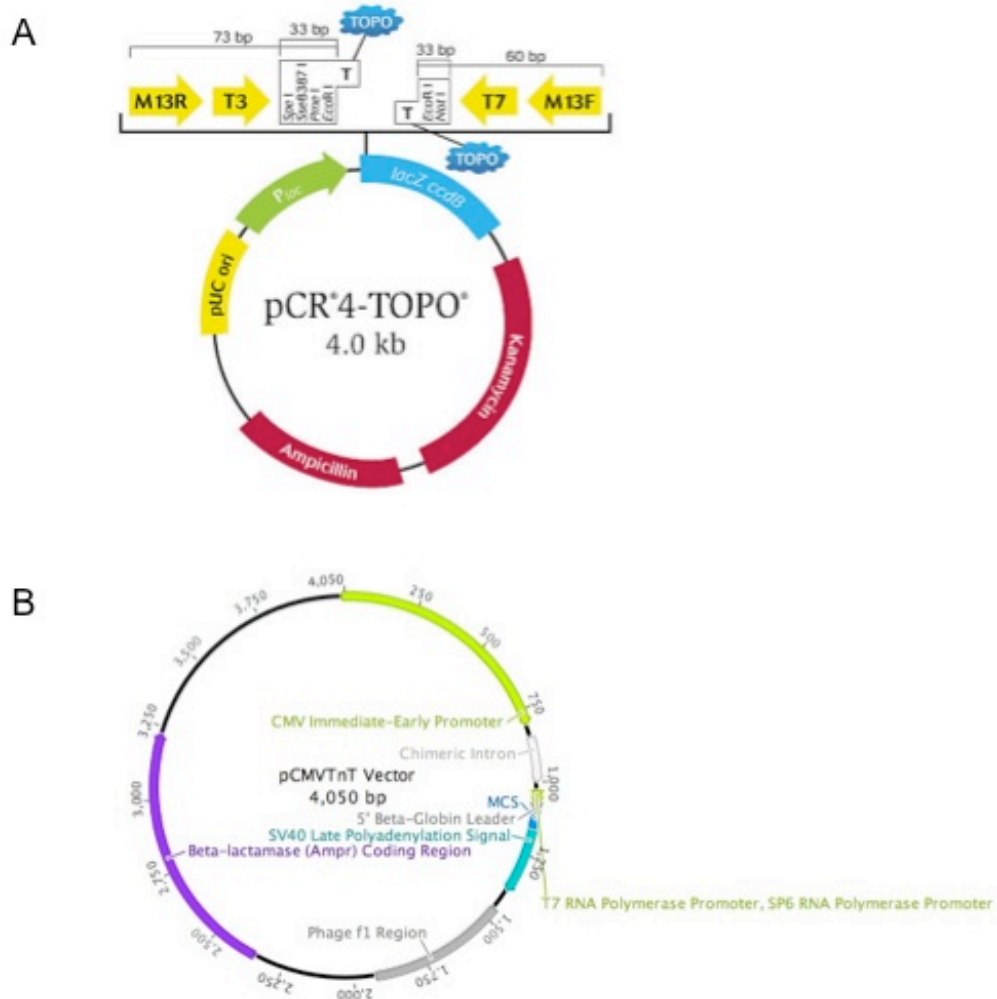 A
TOPO
33 bp
73 bp
33 bp
60 bp
M13R
T3
Spe I
Sse8387 I
Pme I
EcoR I
T
T
EcoR I
Not I
T7
M13F
TOPO
Plac
lacZ ccdB
pUC ori
pCR®4-TOPO®
4.0 kb
Kanamycin
Ampicillin
B
4,050
250
3,750
500
3,500
750
3,250
CMV Immediate-Early Promoter
Chimeric Intron
pCMVTnT Vector
4,050 bp
1,000
3,000
MCS
5' Beta-Globin Leader
SV40 Late Polyadenylation Signal
Beta-lactamase (Ampr) Coding Region
1,250
2,750
T7 RNA Polymerase Promoter, SP6 RNA Polymerase Promoter
Phage f1 Region
1,500
2,500
1,750
2,250
2,000